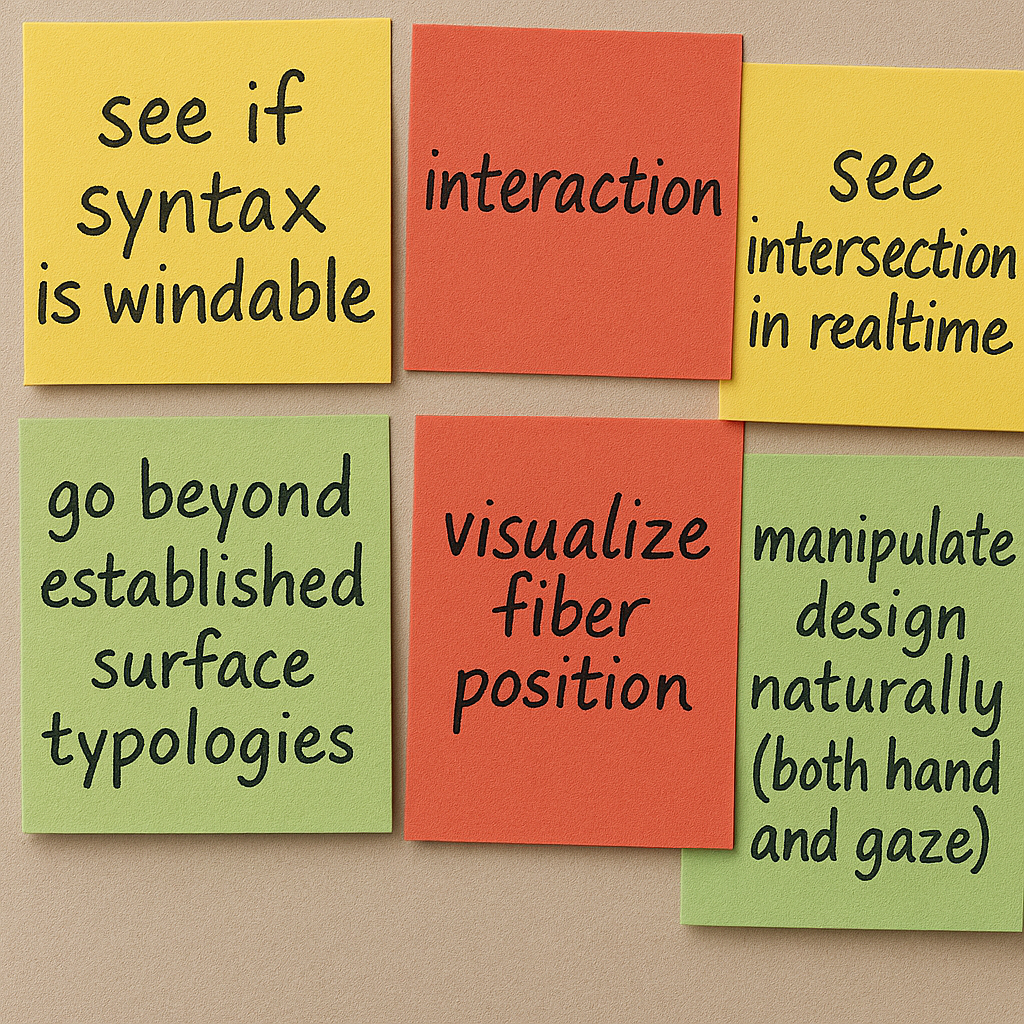 see if
syntax
is windable
interaction
see
intersection
in realtime
go beyond
established
surface
typologies
visualize
fiber
position
manipulate
design
naturally
(both hand
and gaze)